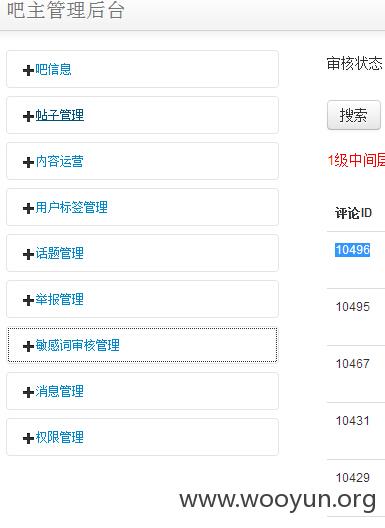 吧主管理后台
吧信息
帖子管理
内容运营
用户标签管理
话题管理
举报管理
敏感词审核管理
消息管理
权限管理
审核状态
搜索
1级中间层
评论ID
10496
10495
10467
10431
10429
www.wooyun.org